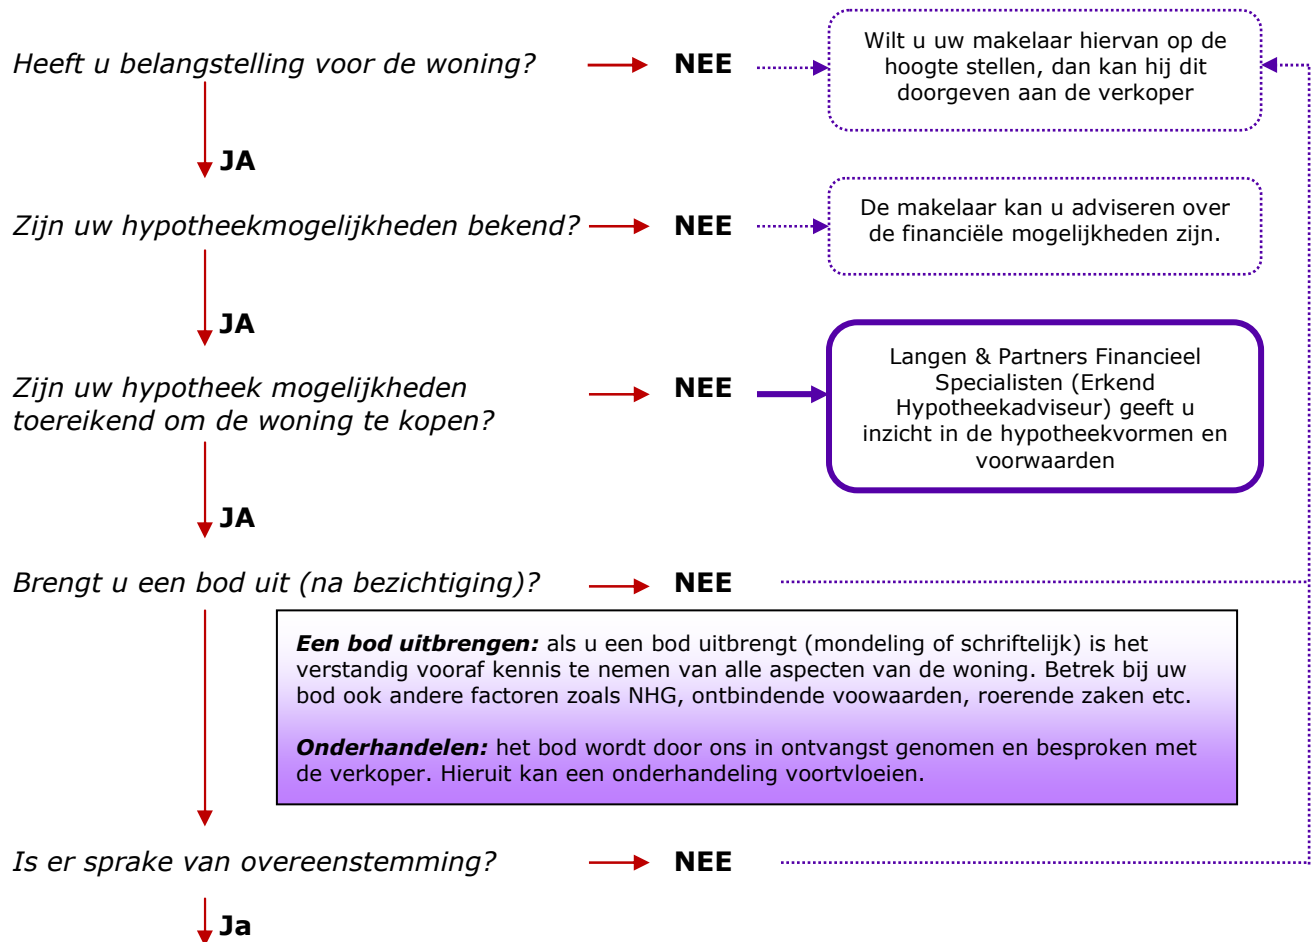 Heeft u belangstelling voor de woning?
NEE
Wilt u uw makelaar hiervan op de
hoogte stellen, dan kan hij dit
doorgeven aan de verkoper
JA
Zijn uw hypotheekmogelijkheden bekend?
NEE
De makelaar kan u adviseren over
de financiële mogelijkheden zijn.
JA
Zijn uw hypotheek mogelijkheden
toereikend om de woning te kopen?
NEE
Langen & Partners Financieel
Specialisten (Erkend
Hypotheekadviseur) geeft u
inzicht in de hypotheekvormen en
voorwaarden
JA
Brengt u een bod uit (na bezichtiging)?
NEE
Een bod uitbrengen: als u een bod uitbrengt (mondeling of schriftelijk) is het
verstandig vooraf kennis te nemen van alle aspecten van de woning. Betrek bij uw
bod ook andere factoren zoals NHG, ontbindende voowaarden, roerende zaken etc.
Onderhandelen: het bod wordt door ons in ontvangst genomen en besproken met
de verkoper. Hieruit kan een onderhandeling voortvloeien.
Is er sprake van overeenstemming?
NEE
Ja